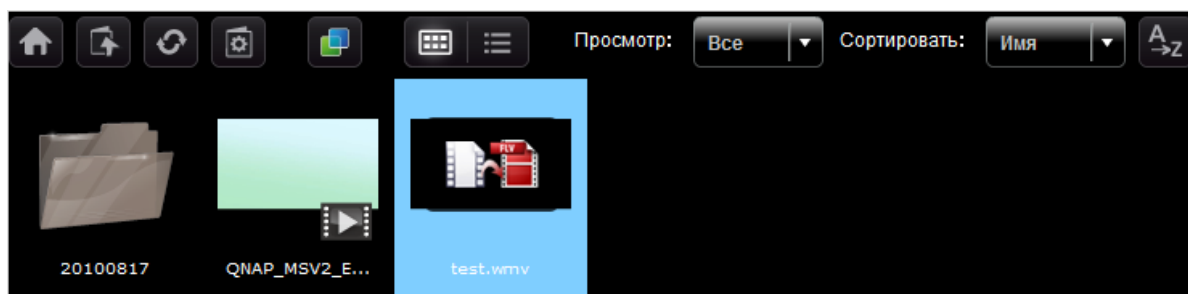 Просмотр: Все Сортировать: Имя A→Z
FLV
20100817 QNAP_MSV2_E... test.wmv